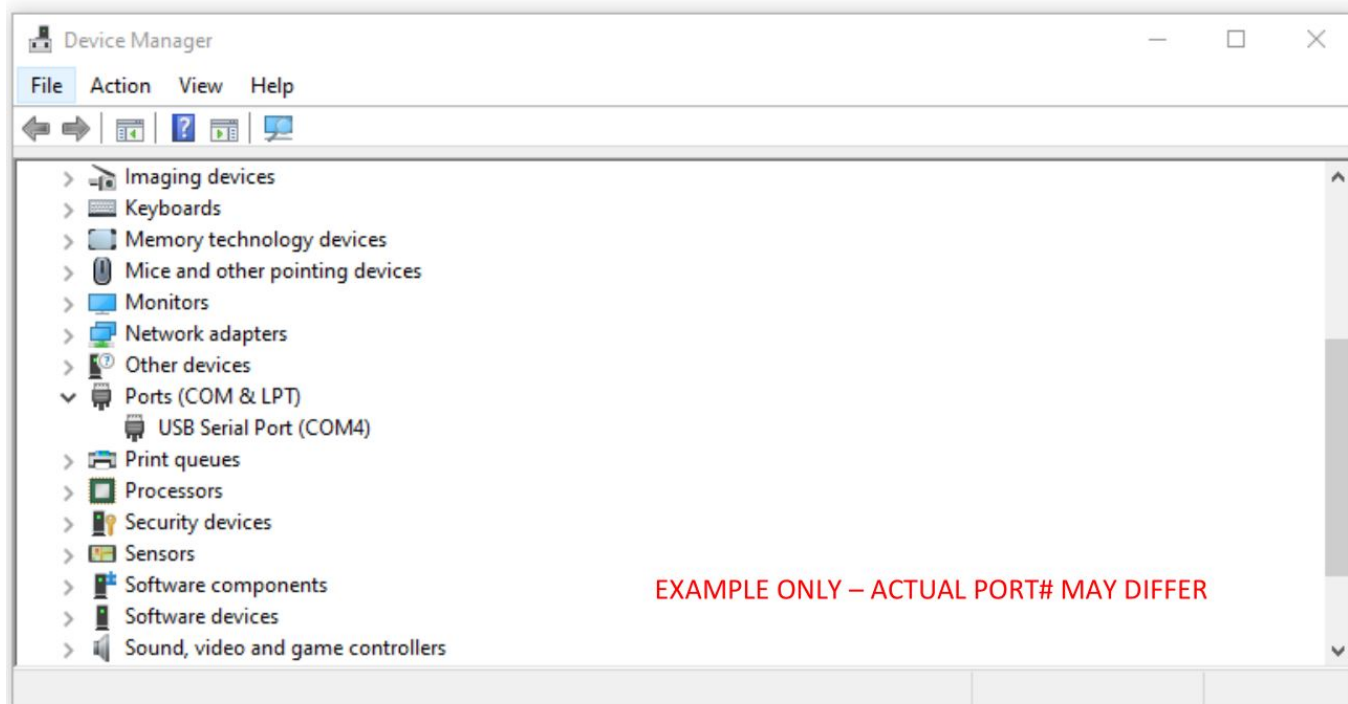 Device Manager
File Action View Help
Imaging devices
Keyboards
Memory technology devices
Mice and other pointing devices
Monitors
Network adapters
Other devices
Ports (COM & LPT)
USB Serial Port (COM4)
Print queues
Processors
Security devices
Sensors
Software components
EXAMPLE ONLY – ACTUAL PORT# MAY DIFFER
Software devices
Sound, video and game controllers